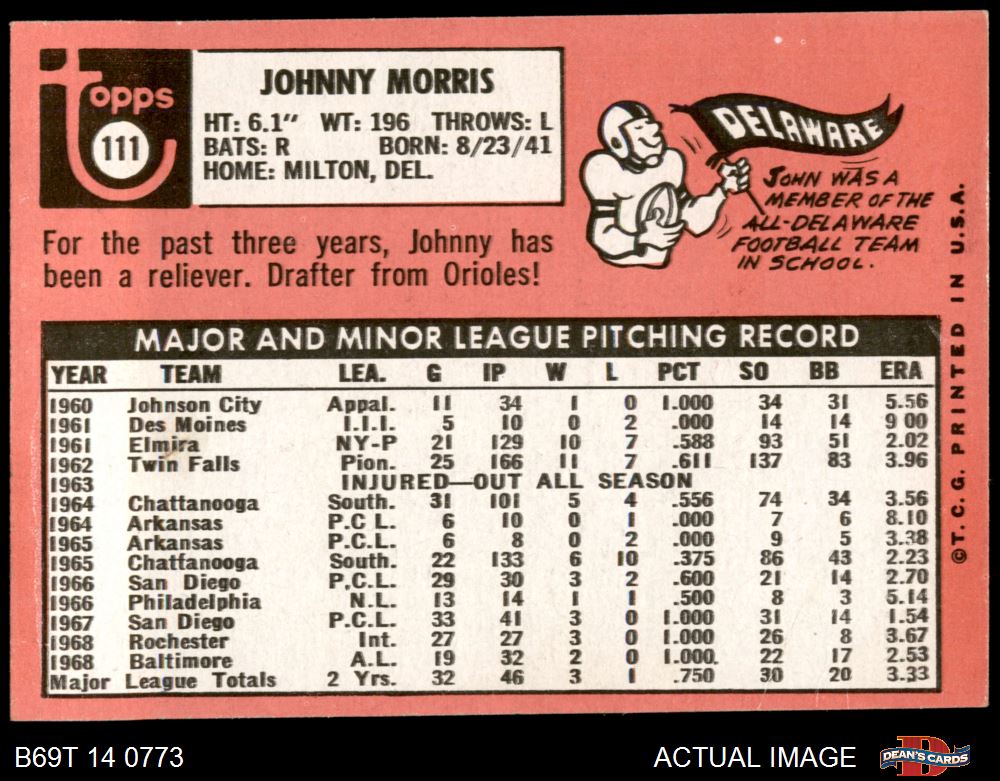 topps
111
JOHNNY MORRIS
HT: 6.1" WT: 196 THROWS: L
BATS: R BORN: 8/23/41
HOME: MILTON, DEL.
For the past three years, Johnny has
been a reliever. Drafter from Orioles!
DELAWARE
JOHN WAS A
MEMBER OF THE
ALL-DELAWARE
FOOTBALL TEAM
IN SCHOOL.
MAJOR AND MINOR LEAGUE PITCHING RECORD
YEAR TEAM LEA. G IP W L PCT SO BB ERA
1960 Johnson City Appal. 11 34 1 0 1.000 34 31 5.56
1961 Des Moines I.I.I. 5 10 0 2 .000 14 14 9 00
1961 Elmira NY-P 21 129 10 7 .588 93 51 2.02
1962 Twin Falls Pion. 25 166 11 7 .611 137 83 3.96
1963 INJURED—OUT ALL SEASON
1964 Chattanooga South. 31 101 5 4 .556 74 34 3.56
1964 Arkansas P.C.L. 6 10 0 1 .000 7 6 8.10
1965 Arkansas P.C.L. 6 8 0 2 .000 9 5 3.38
1965 Chattanooga South. 22 133 6 10 .375 86 43 2.23
1966 San Diego P.C.L. 29 30 3 2 .600 21 14 2.70
1966 Philadelphia N.L. 13 14 1 1 .500 8 3 5.14
1967 San Diego P.C.L. 33 41 3 0 1.000 31 14 1.54
1968 Rochester Int. 27 27 3 0 1.000 26 8 3.67
1968 Baltimore A.L. 19 32 2 0 1.000. 22 17 2.53
Major League Totals 2 Yrs. 32 46 3 1 .750 30 20 3.33
©T.C.G. PRINTED IN U.S.A.
B69T 14 0773
ACTUAL IMAGE
DEAN'S CARDS